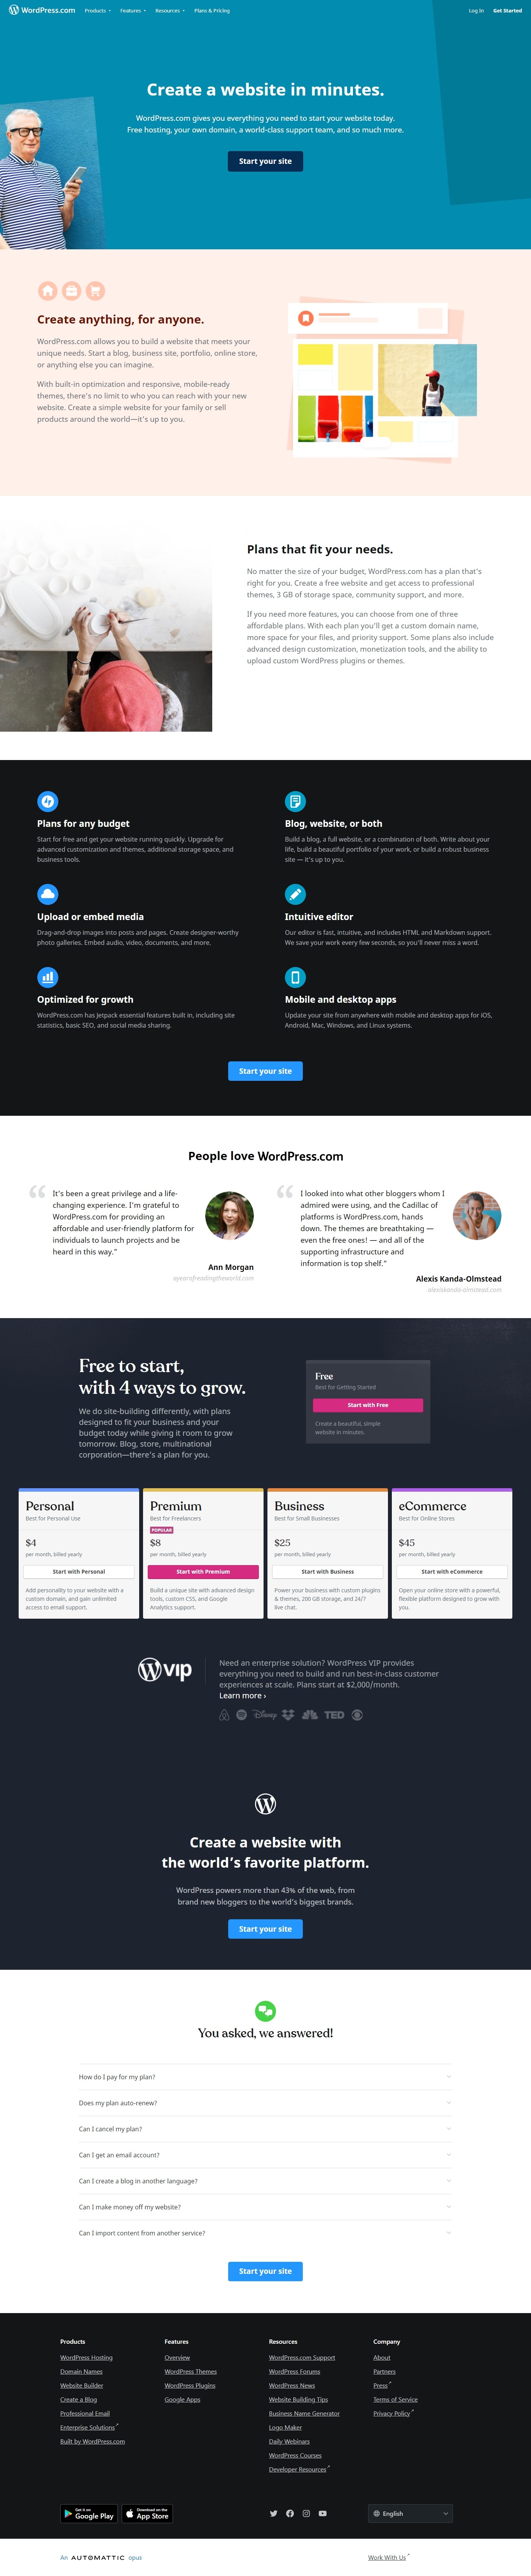 WordPress.com Products Features Resources Plans & Pricing Log In Get Started
Create a website in minutes.
WordPress.com gives you everything you need to start your website today.
Free hosting, your own domain, a world-class support team, and so much more.
Start your site
Create anything, for anyone.
WordPress.com allows you to build a website that meets your
unique needs. Start a blog, business site, portfolio, online store,
or anything else you can imagine.
With built-in optimization and responsive, mobile-ready
themes, there's no limit to who you can reach with your new
website. Create a simple website for your family or sell
products around the world—it's up to you.
Plans that fit your needs.
No matter the size of your budget, WordPress.com has a plan that's
right for you. Create a free website and get access to professional
themes, 3 GB of storage space, community support, and more.
If you need more features, you can choose from one of three
affordable plans. With each plan you'll get a custom domain name,
more space for your files, and priority support. Some plans also include
advanced design customization, monetization tools, and the ability to
upload custom WordPress plugins or themes.
Plans for any budget
Start for free and get your website running quickly. Upgrade for
advanced customization and themes, additional storage space, and
business tools.
Blog, website, or both
Build a blog, a full website, or a combination of both. Write about your
life, build a beautiful portfolio of your work, or build a robust business
site — it's up to you.
Upload or embed media
Drag-and-drop images into posts and pages. Create designer-worthy
photo galleries. Embed audio, video, documents, and more.
Intuitive editor
Our editor is fast, intuitive, and includes HTML and Markdown support.
We save your work every few seconds, so you'll never miss a word.
Optimized for growth
WordPress.com has Jetpack essential features built in, including site
statistics, basic SEO, and social media sharing.
Mobile and desktop apps
Update your site from anywhere with mobile and desktop apps for iOS,
Android, Mac, Windows, and Linux systems.
Start your site
People love WordPress.com
“
It's been a great privilege and a life-
changing experience. I'm grateful to
WordPress.com for providing an
affordable and user-friendly platform for
individuals to launch projects and be
heard in this way."
Ann Morgan
ayearofreadingtheworld.com
“
I looked into what other bloggers whom I
admired were using, and the Cadillac of
platforms is WordPress.com, hands
down. The themes are breathtaking —
even the free ones! — and all of the
supporting infrastructure and
information is top shelf."
Alexis Kanda-Olmstead
alexiskanda-olmstead.com
Free to start,
with 4 ways to grow.
We do site-building differently, with plans
designed to fit your business and your
budget today while giving it room to grow
tomorrow. Blog, store, multinational
corporation—there's a plan for you.
Free
Best for Getting Started
Start with Free
Create a beautiful, simple
website in minutes.
Personal
Best for Personal Use
$4
per month, billed yearly
Start with Personal
Add personality to your website with a
custom domain, and gain unlimited
access to email support.
Premium
Best for Freelancers
POPULAR
$8
per month, billed yearly
Start with Premium
Build a unique site with advanced design
tools, custom CSS, and Google
Analytics support.
Business
Best for Small Businesses
$25
per month, billed yearly
Start with Business
Power your business with custom plugins
& themes, 200 GB storage, and 24/7
live chat.
eCommerce
Best for Online Stores
$45
per month, billed yearly
Start with eCommerce
Open your online store with a powerful,
flexible platform designed to grow with
you.
vip
Need an enterprise solution? WordPress VIP provides
everything you need to build and run best-in-class customer
experiences at scale. Plans start at $2,000/month.
Learn more ›
Disney TED
Create a website with
the world's favorite platform.
WordPress powers more than 43% of the web, from
brand new bloggers to the world's biggest brands.
Start your site
You asked, we answered!
How do I pay for my plan?
Does my plan auto-renew?
Can I cancel my plan?
Can I get an email account?
Can I create a blog in another language?
Can I make money off my website?
Can I import content from another service?
Start your site
Products
WordPress Hosting
Domain Names
Website Builder
Create a Blog
Professional Email
Enterprise Solutions↗
Built by WordPress.com
Features
Overview
WordPress Themes
WordPress Plugins
Google Apps
Resources
WordPress.com Support
WordPress Forums
WordPress News
Website Building Tips
Business Name Generator
Logo Maker
Daily Webinars
WordPress Courses
Developer Resources↗
Company
About
Partners
Press↗
Terms of Service
Privacy Policy↗
Get it on
Google Play
Download on the
App Store
English
An AUTOMATTIC opus
Work With Us↗